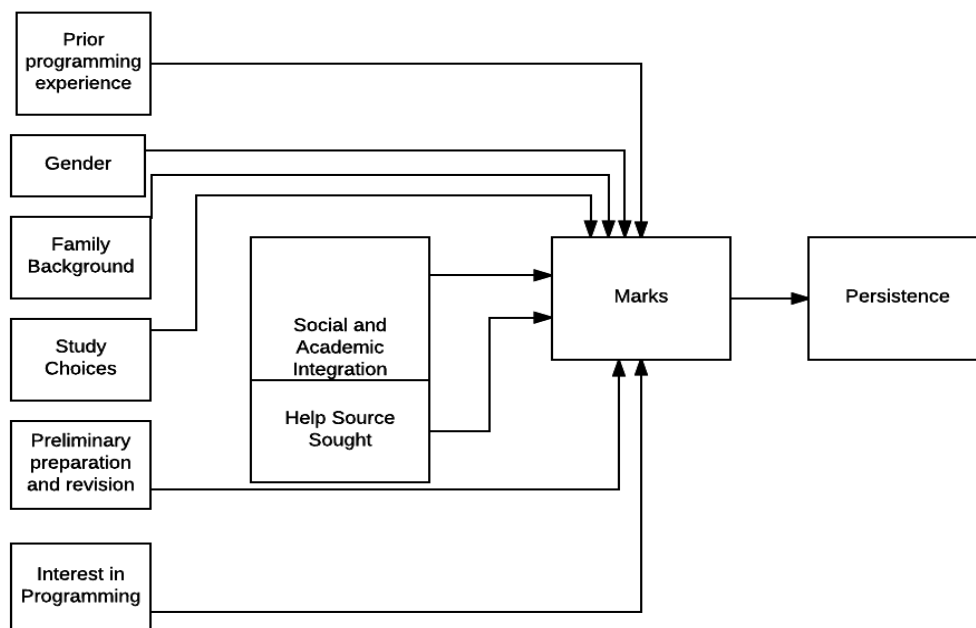 Prior
programming
experience
Gender
Family
Background
Study
Choices
Preliminary
preparation
and revision
Interest in
Programming
Social and
Academic
Integration
Help Source
Sought
Marks
Persistence